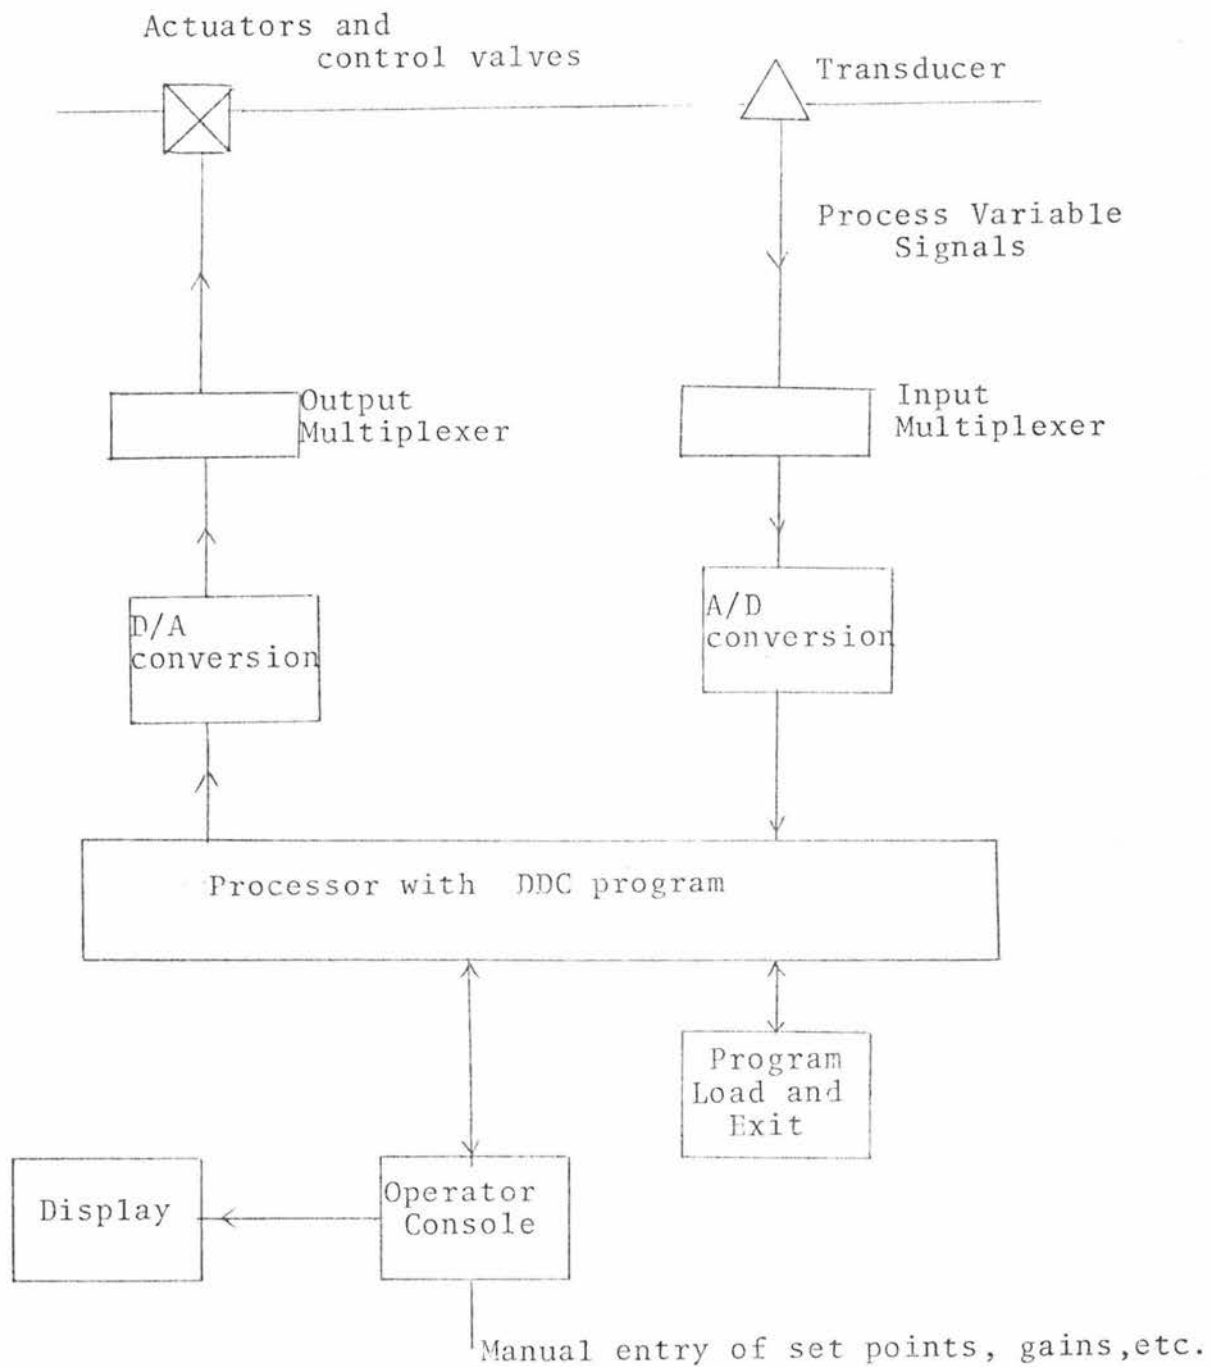 Actuators and
control valves
Transducer
Process Variable
Signals
Output
Multiplexer
Input
Multiplexer
D/A
conversion
A/D
conversion
Processor with DDC program
Program
Load and
Exit
Display
Operator
Console
Manual entry of set points, gains,etc.